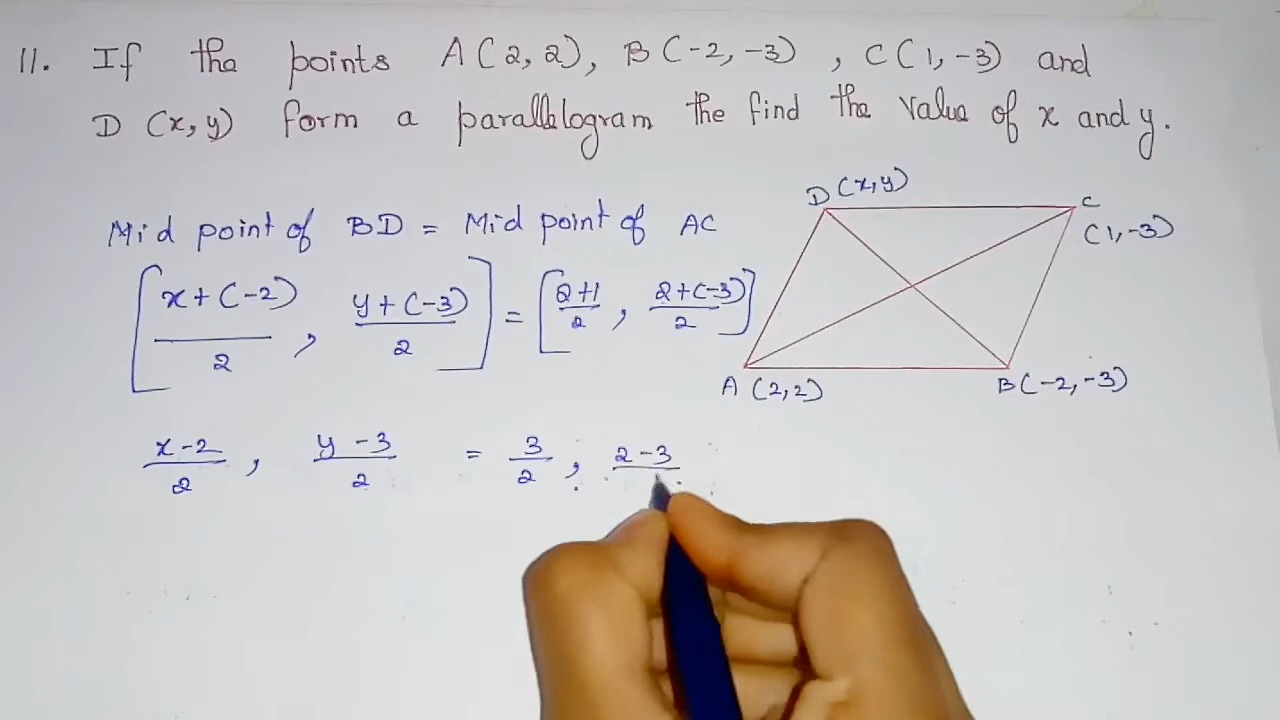 11. If the points A(2,2), B(-2,-3), C(1,-3) and
D (x,y) form a parallelogram the find the value of x and y.
Mid point of BD = Mid point of AC
[x+(-2)/2, y+(-3)/2] = [2+1/2, 2+(-3)/2]
x-2/2, y-3/2 = 3/2, 2-3
D (x,y)
C
(1,-3)
A (2,2)
B(-2,-3)